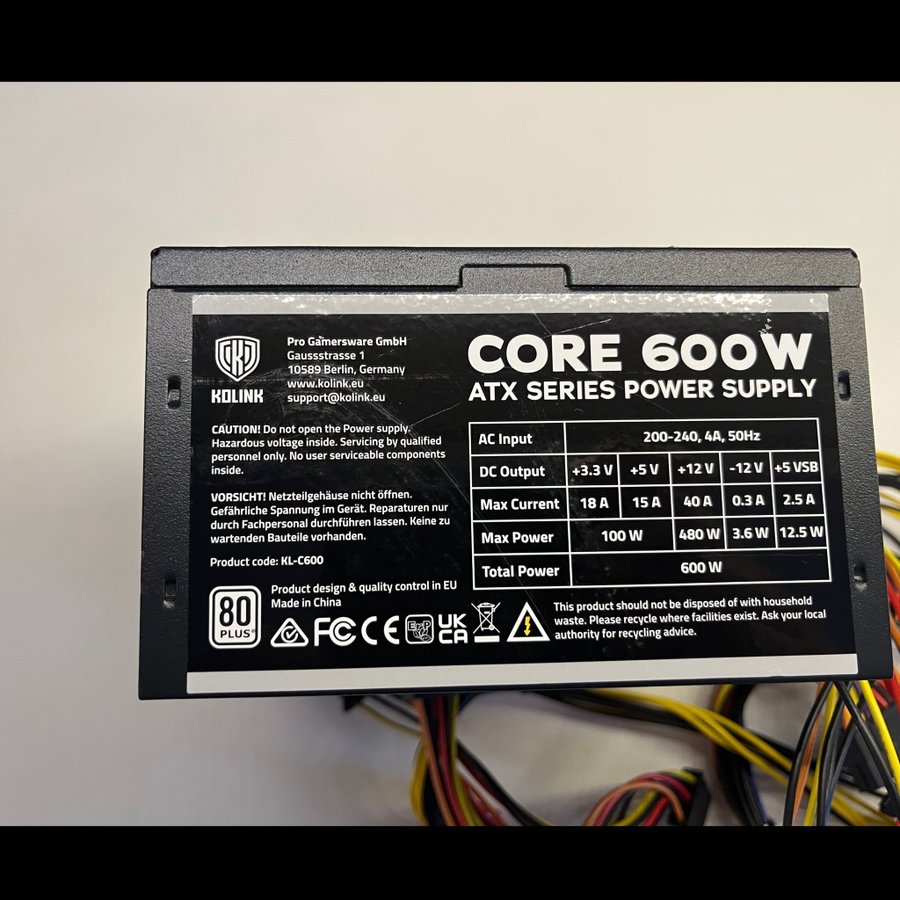 KOLINK
Pro Gamersware GmbH
Gaussstrasse 1
10589 Berlin, Germany
www.kolink.eu
support@kolink.eu
CORE 600W
ATX SERIES POWER SUPPLY
CAUTION! Do not open the Power supply.
Hazardous voltage inside. Servicing by qualified
personnel only. No user serviceable components
inside.
VORSICHT! Netzteilgehäuse nicht öffnen.
Gefährliche Spannung im Gerät. Reparaturen nur
durch Fachpersonal durchführen lassen. Keine zu
wartenden Bauteile vorhanden.
Product code: KL-C600
AC Input 200-240, 4A, 50Hz
DC Output +3.3 V +5 V +12 V -12 V +5 VSB
Max Current 18 A 15 A 40 A 0.3 A 2.5 A
Max Power 100 W 480 W 3.6 W 12.5 W
Total Power 600 W
80
PLUS
Product design & quality control in EU
Made in China
FC CE ErP UK
CA
This product should not be disposed of with household
waste. Please recycle where facilities exist. Ask your local
authority for recycling advice.